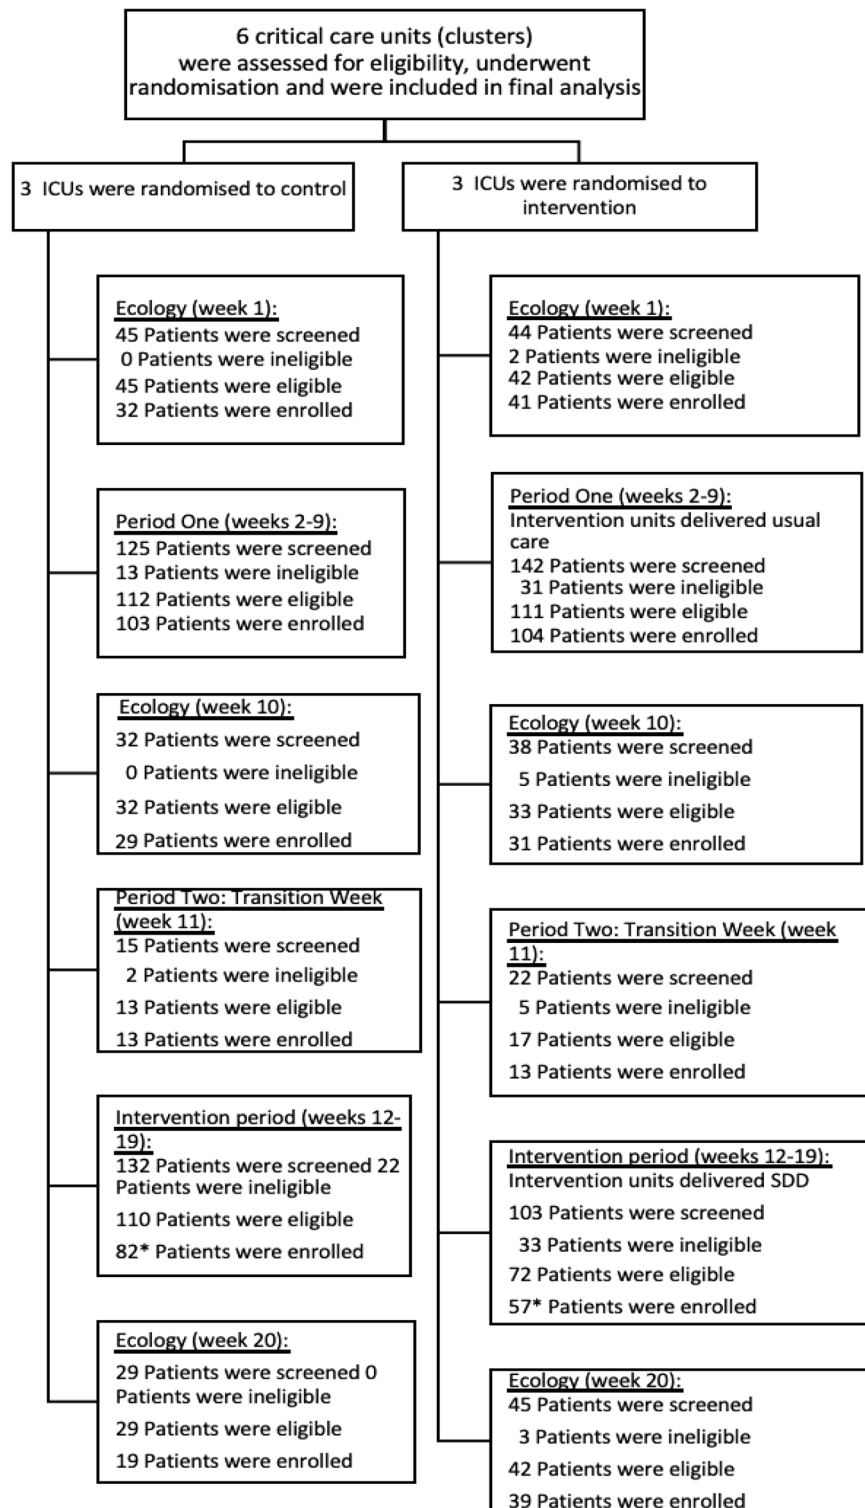 6 critical care units (clusters)
were assessed for eligibility, underwent
randomisation and were included in final analysis
3 ICUs were randomised to control
3 ICUs were randomised to
intervention
Ecology (week 1):
45 Patients were screened
0 Patients were ineligible
45 Patients were eligible
32 Patients were enrolled
Ecology (week 1):
44 Patients were screened
2 Patients were ineligible
42 Patients were eligible
41 Patients were enrolled
Period One (weeks 2-9):
125 Patients were screened
13 Patients were ineligible
112 Patients were eligible
103 Patients were enrolled
Period One (weeks 2-9):
Intervention units delivered usual
care
142 Patients were screened
31 Patients were ineligible
111 Patients were eligible
104 Patients were enrolled
Ecology (week 10):
32 Patients were screened
0 Patients were ineligible
32 Patients were eligible
29 Patients were enrolled
Ecology (week 10):
38 Patients were screened
5 Patients were ineligible
33 Patients were eligible
31 Patients were enrolled
Period Two: Transition Week
(week 11):
15 Patients were screened
2 Patients were ineligible
13 Patients were eligible
13 Patients were enrolled
Period Two: Transition Week (week
11):
22 Patients were screened
5 Patients were ineligible
17 Patients were eligible
13 Patients were enrolled
Intervention period (weeks 12-
19):
132 Patients were screened 22
Patients were ineligible
110 Patients were eligible
82* Patients were enrolled
Intervention period (weeks 12-19):
Intervention units delivered SDD
103 Patients were screened
33 Patients were ineligible
72 Patients were eligible
57* Patients were enrolled
Ecology (week 20):
29 Patients were screened 0
Patients were ineligible
29 Patients were eligible
19 Patients were enrolled
Ecology (week 20):
45 Patients were screened
3 Patients were ineligible
42 Patients were eligible
39 Patients were enrolled